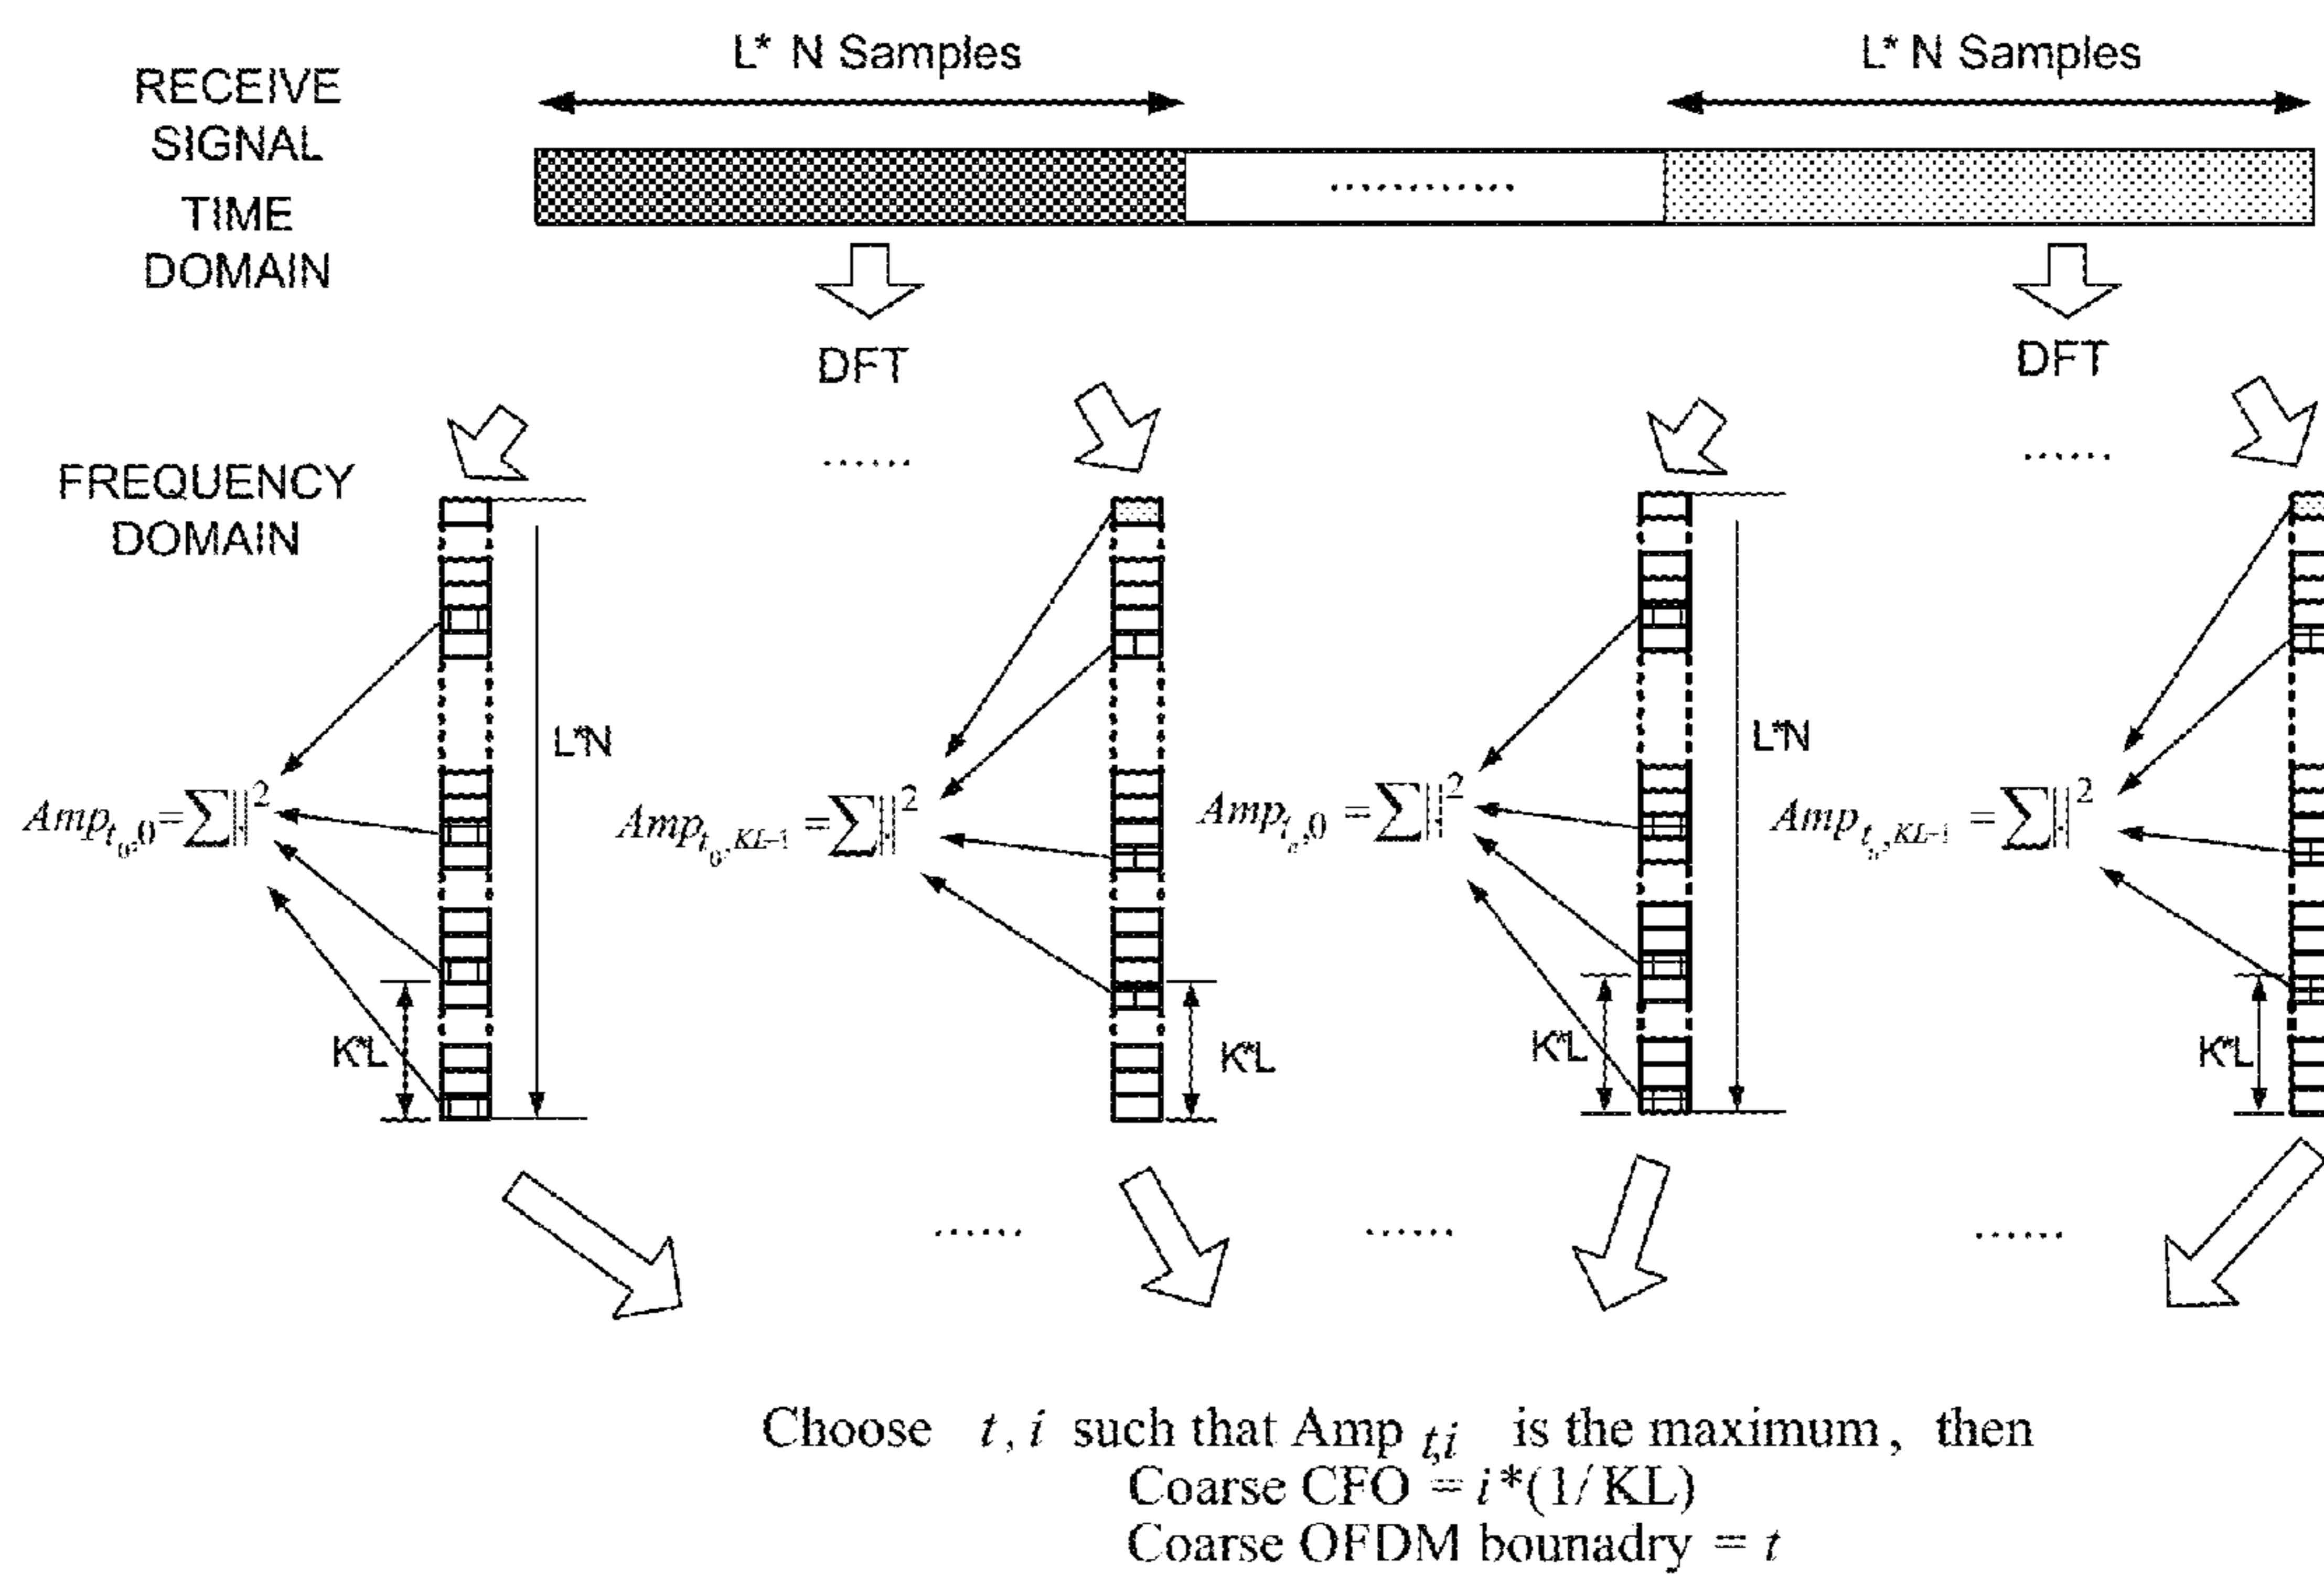 L* N Samples
L* N Samples
RECEIVE
SIGNAL
TIME
DOMAIN
............
DFT
DFT
......
......
FREQUENCY
DOMAIN
L*N
L*N
Amp_{t_0,0}=∑||^2
Amp_{t_0,KL-1} =∑||^2
Amp_{t_n,0} =∑||^2
Amp_{t_n,KL-1} =∑||^2
K*L
K*L
K*L
K*L
......
......
......
Choose t, i such that Amp_{t,i} is the maximum, then
Coarse CFO = i*(1/KL)
Coarse OFDM bounadry = t